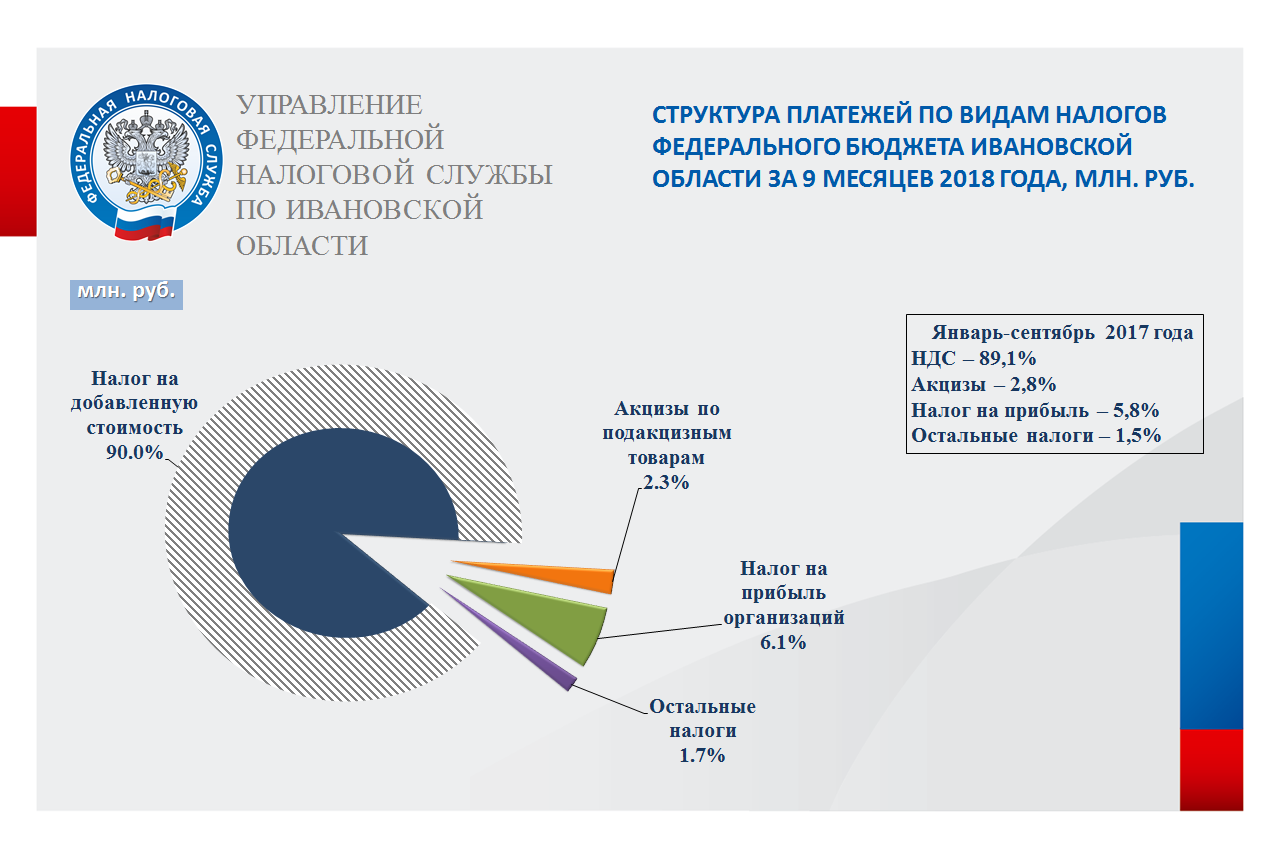 ФЕДЕРАЛЬНАЯ НАЛОГОВАЯ СЛУЖБА
УПРАВЛЕНИЕ
ФЕДЕРАЛЬНОЙ
НАЛОГОВОЙ СЛУЖБЫ
ПО ИВАНОВСКОЙ
ОБЛАСТИ
СТРУКТУРА ПЛАТЕЖЕЙ ПО ВИДАМ НАЛОГОВ
ФЕДЕРАЛЬНОГО БЮДЖЕТА ИВАНОВСКОЙ
ОБЛАСТИ ЗА 9 МЕСЯЦЕВ 2018 ГОДА, МЛН. РУБ.
млн. руб.
Январь-сентябрь 2017 года
НДС – 89,1%
Акцизы – 2,8%
Налог на прибыль – 5,8%
Остальные налоги – 1,5%
Налог на
добавленную
стоимость
90.0%
Акцизы по
подакцизным
товарам
2.3%
Налог на
прибыль
организаций
6.1%
Остальные
налоги
1.7%